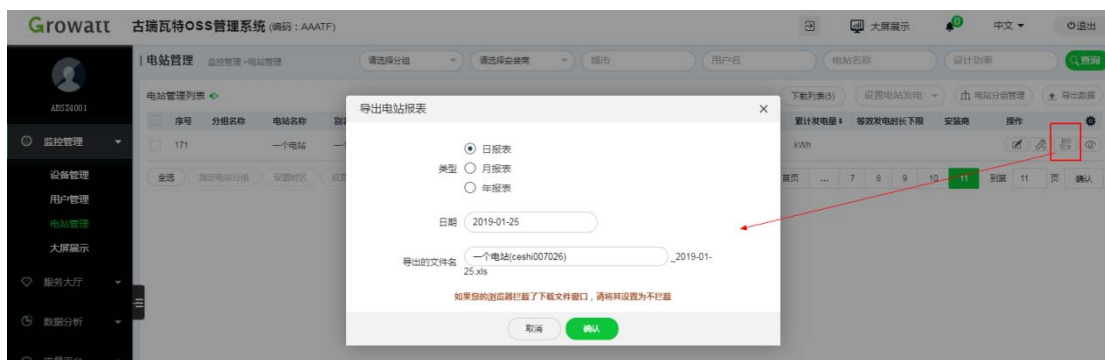 Growatt 古瑞瓦特OSS管理系统 (编码：AAATF) 大屏展示 0 中文 退出
电站管理 监控管理 >电站管理 请选择分组 请选择安装商 城市 用户名 电站名称 设计功率 查询
ABSZ4001
电站管理列表 下载列表(5) 设置电站发电 电站分组管理 导出数据
序号 分组名称 电站名称 累计发电量 等效发电时长下限 安装商 操作
171 一个电站 kWh
全选 指定电站分组 设置时区 首页 ... 7 8 9 10 11 到第 11 页 确认
监控管理
设备管理
用户管理
电站管理
大屏展示
服务大厅
数据分析
导出电站报表 ×
类型 日报表
月报表
年报表
日期 2019-01-25
导出的文件名 一个电站(ceshi007026) _2019-01-
25.xls
如果您的浏览器拦截了下载文件窗口，请将其设置为不拦截
取消 确认